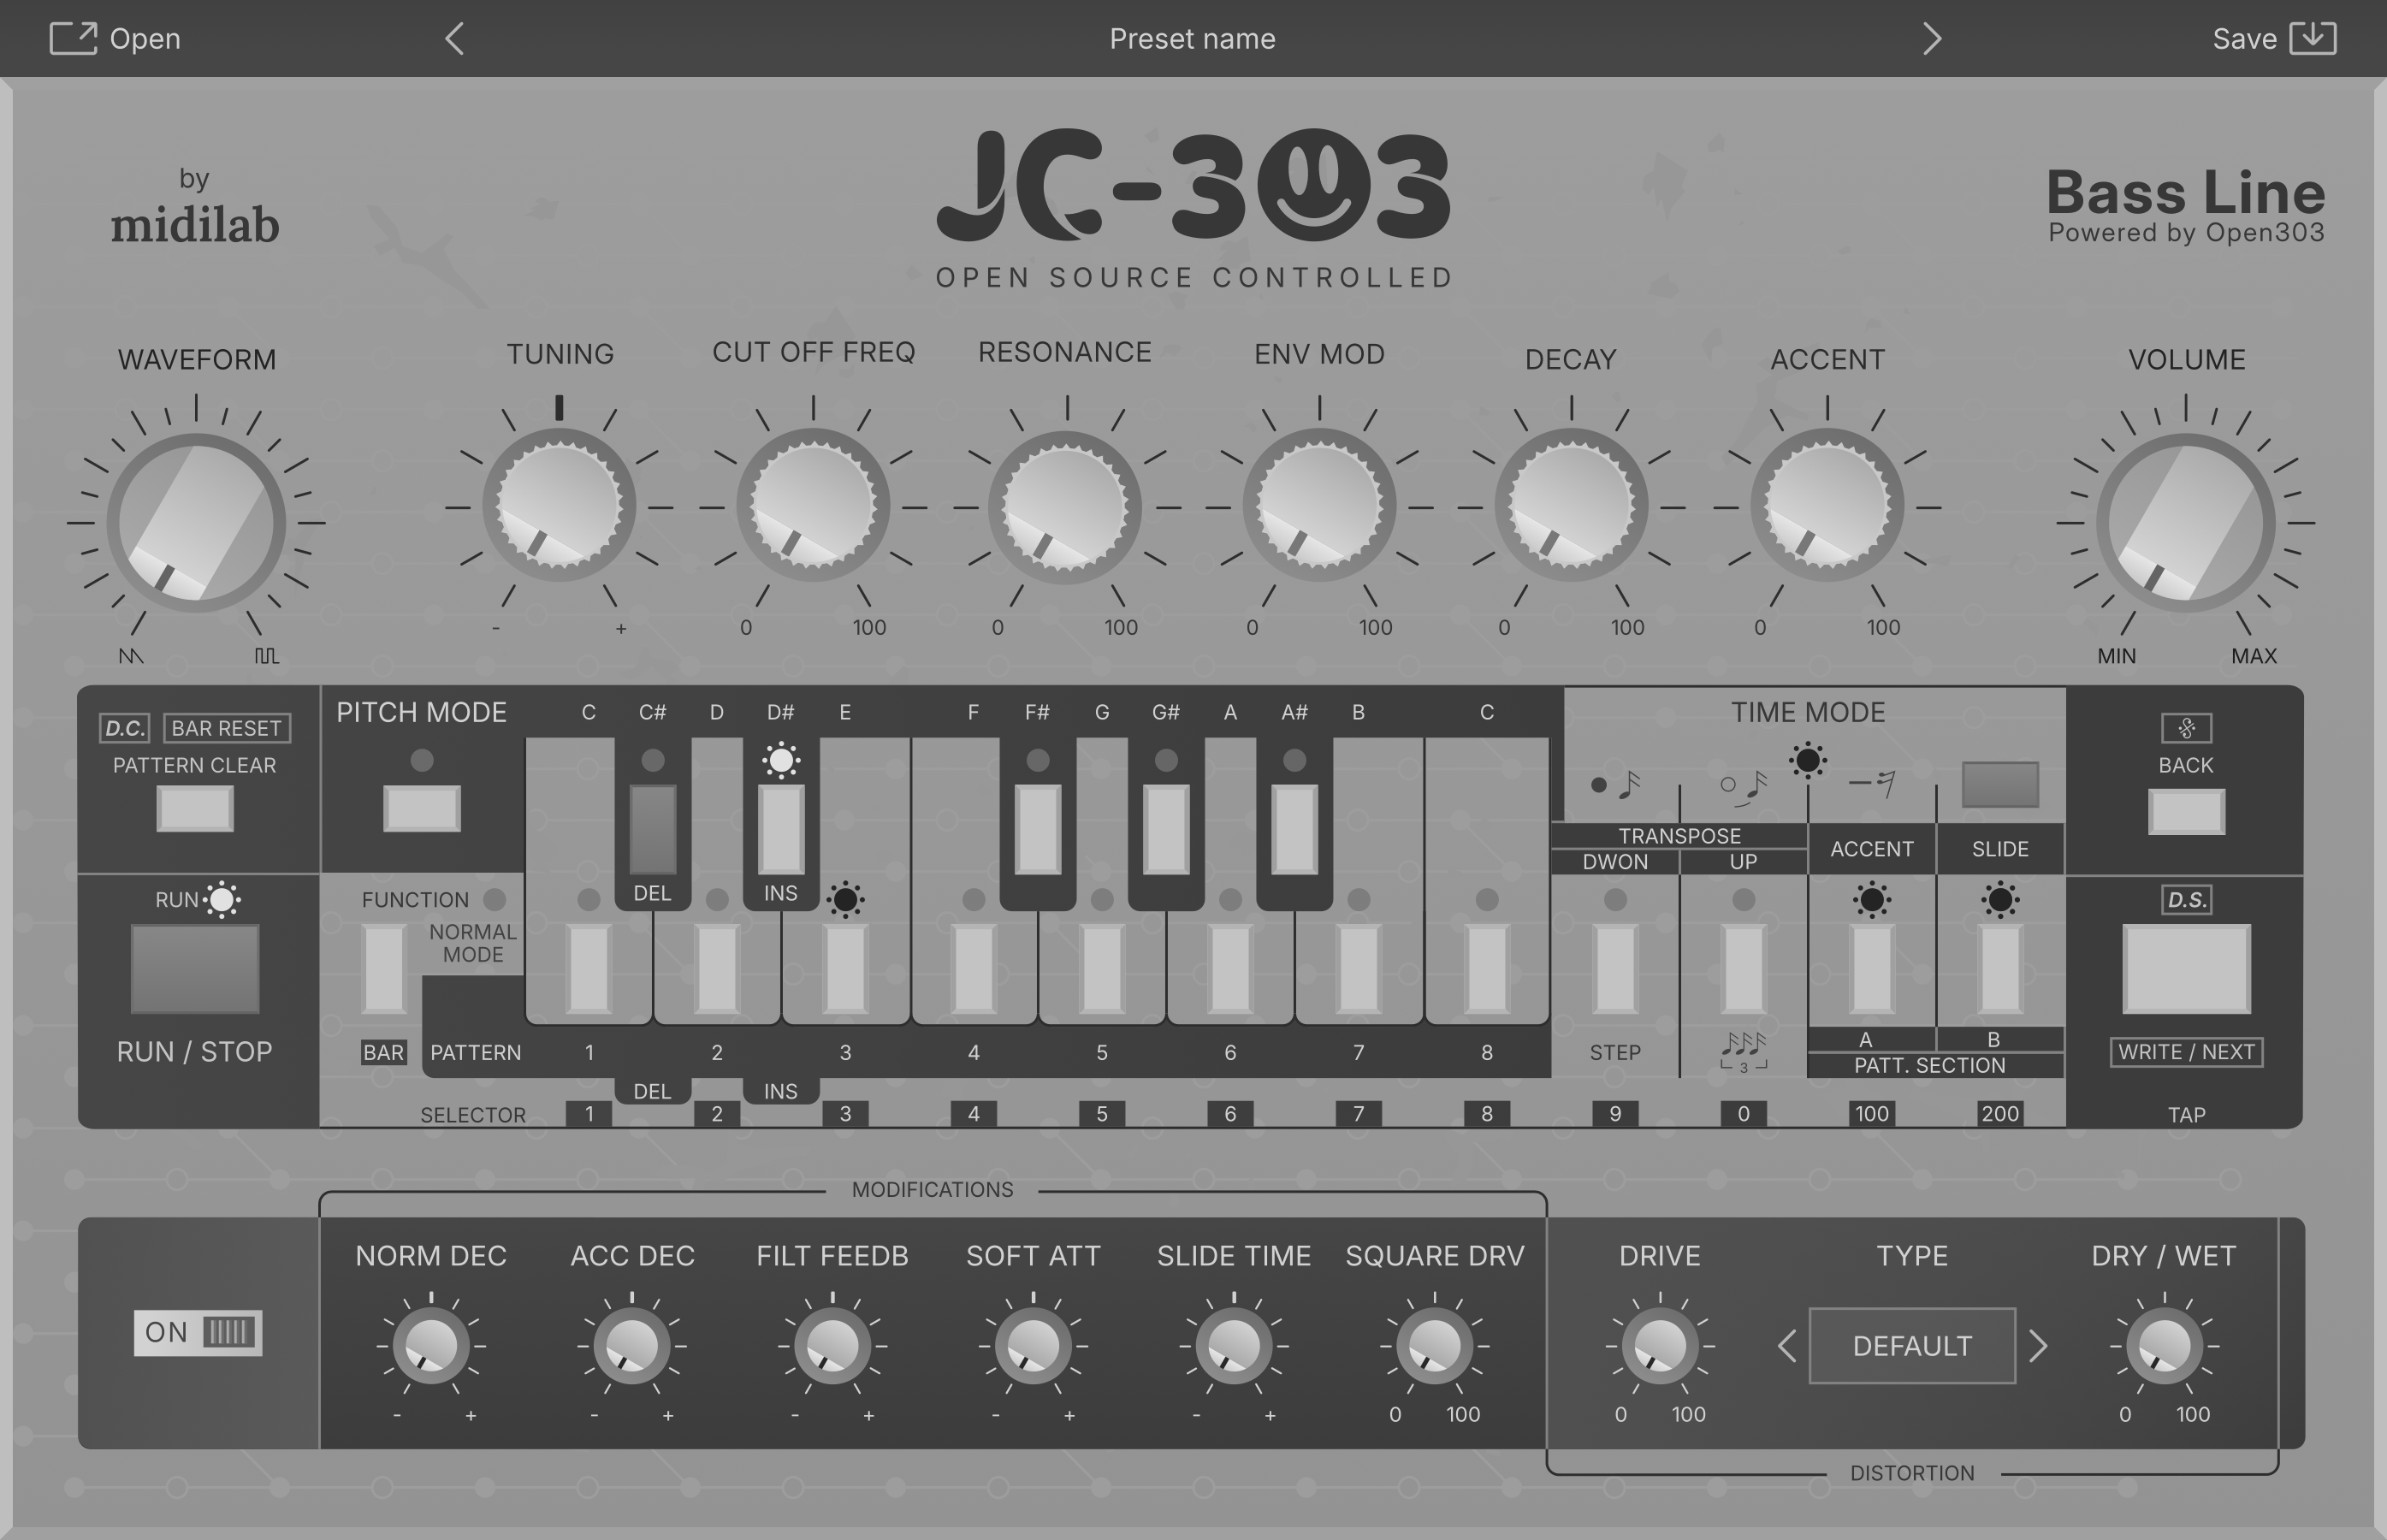 Open
Preset name
Save
by
midilab
JC-303
OPEN SOURCE CONTROLLED
Bass Line
Powered by Open303
WAVEFORM
TUNING
CUT OFF FREQ
RESONANCE
ENV MOD
DECAY
ACCENT
VOLUME
- +
0 100
0 100
0 100
0 100
0 100
MIN MAX
D.C. BAR RESET
PATTERN CLEAR
RUN
RUN / STOP
PITCH MODE
C C# D D# E F F# G G# A A# B C
TIME MODE
BACK
TRANSPOSE
DWON UP
ACCENT
SLIDE
FUNCTION
NORMAL
MODE
DEL INS
D.S.
BAR
PATTERN 1 2 3 4 5 6 7 8
STEP
3
A B
PATT. SECTION
WRITE / NEXT
DEL INS
SELECTOR 1 2 3 4 5 6 7 8 9 0 100 200
TAP
MODIFICATIONS
ON
NORM DEC
ACC DEC
FILT FEEDB
SOFT ATT
SLIDE TIME
SQUARE DRV
DRIVE
TYPE
DRY / WET
DEFAULT
- +
- +
- +
- +
- +
0 100
0 100
0 100
DISTORTION